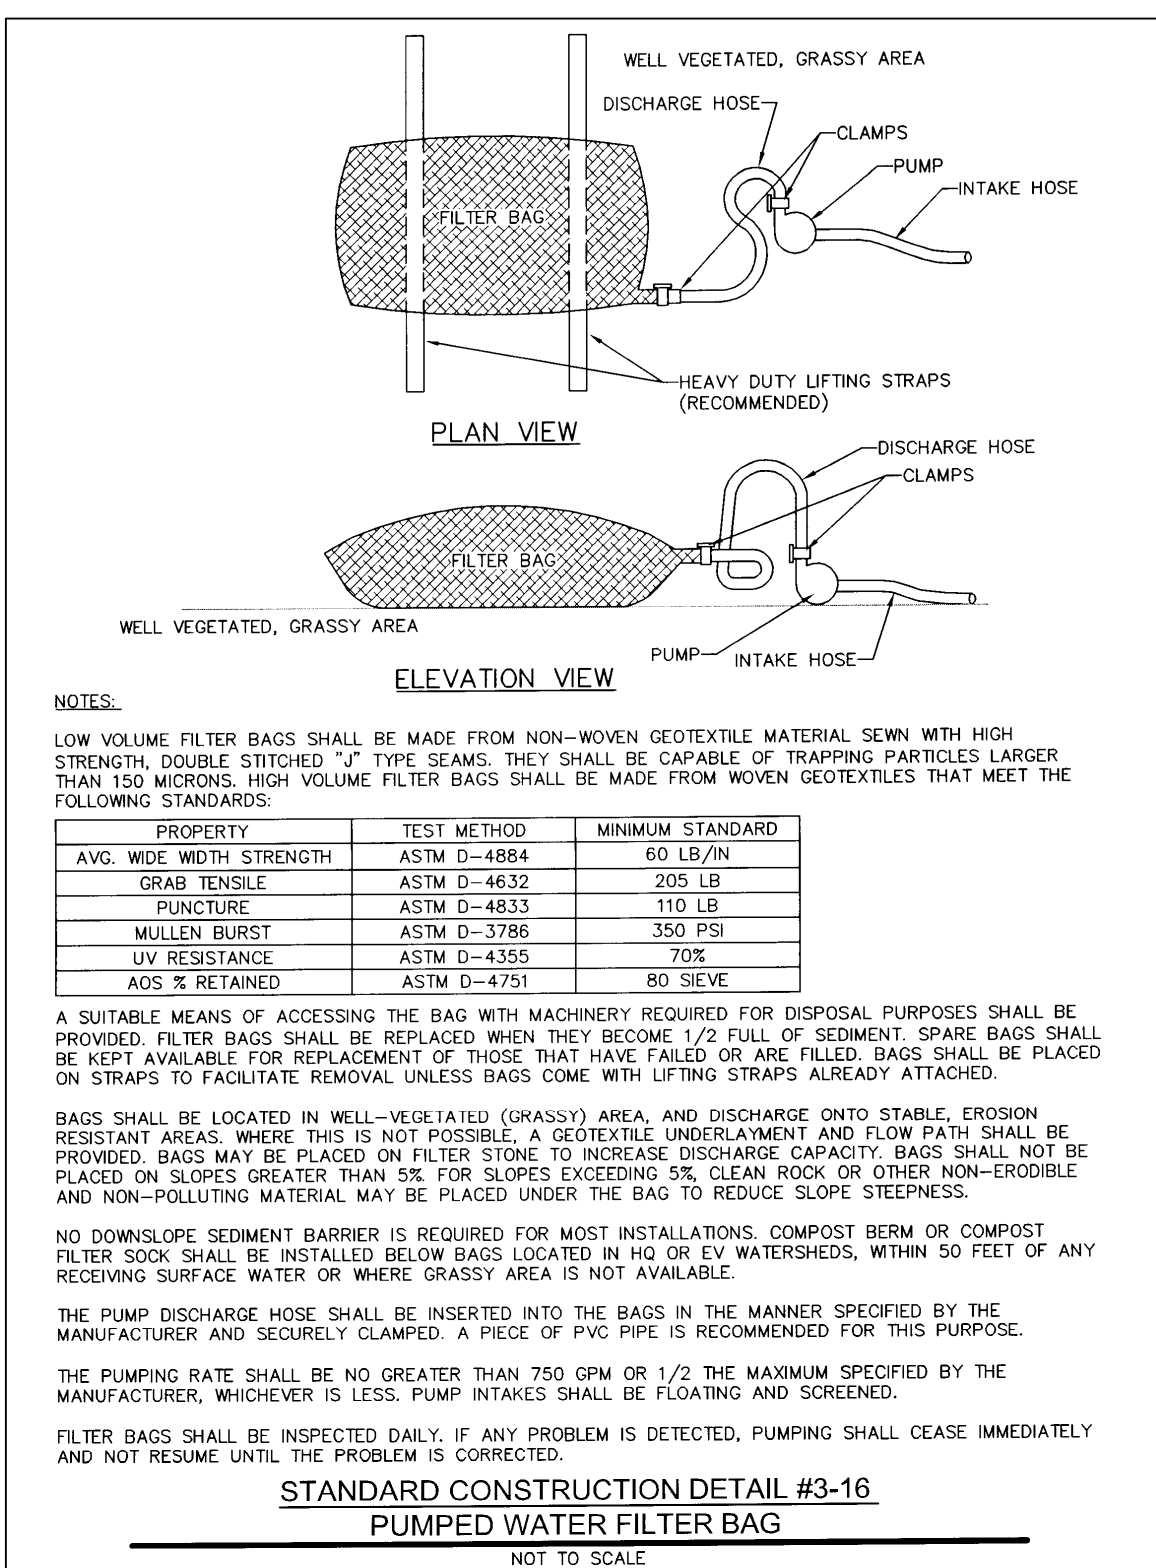 WELL VEGETATED, GRASSY AREA
DISCHARGE HOSE
CLAMPS
PUMP
INTAKE HOSE
FILTER BAG
HEAVY DUTY LIFTING STRAPS
(RECOMMENDED)
PLAN VIEW
DISCHARGE HOSE
CLAMPS
FILTER BAG
WELL VEGETATED, GRASSY AREA
PUMP
INTAKE HOSE
ELEVATION VIEW
NOTES:
LOW VOLUME FILTER BAGS SHALL BE MADE FROM NON-WOVEN GEOTEXTILE MATERIAL SEWN WITH HIGH
STRENGTH, DOUBLE STITCHED "J" TYPE SEAMS. THEY SHALL BE CAPABLE OF TRAPPING PARTICLES LARGER
THAN 150 MICRONS. HIGH VOLUME FILTER BAGS SHALL BE MADE FROM WOVEN GEOTEXTILES THAT MEET THE
FOLLOWING STANDARDS:
PROPERTY TEST METHOD MINIMUM STANDARD
AVG. WIDE WIDTH STRENGTH ASTM D-4884 60 LB/IN
GRAB TENSILE ASTM D-4632 205 LB
PUNCTURE ASTM D-4833 110 LB
MULLEN BURST ASTM D-3786 350 PSI
UV RESISTANCE ASTM D-4355 70%
AOS % RETAINED ASTM D-4751 80 SIEVE
A SUITABLE MEANS OF ACCESSING THE BAG WITH MACHINERY REQUIRED FOR DISPOSAL PURPOSES SHALL BE
PROVIDED. FILTER BAGS SHALL BE REPLACED WHEN THEY BECOME 1/2 FULL OF SEDIMENT. SPARE BAGS SHALL
BE KEPT AVAILABLE FOR REPLACEMENT OF THOSE THAT HAVE FAILED OR ARE FILLED. BAGS SHALL BE PLACED
ON STRAPS TO FACILITATE REMOVAL UNLESS BAGS COME WITH LIFTING STRAPS ALREADY ATTACHED.
BAGS SHALL BE LOCATED IN WELL-VEGETATED (GRASSY) AREA, AND DISCHARGE ONTO STABLE, EROSION
RESISTANT AREAS. WHERE THIS IS NOT POSSIBLE, A GEOTEXTILE UNDERLAYMENT AND FLOW PATH SHALL BE
PROVIDED. BAGS MAY BE PLACED ON FILTER STONE TO INCREASE DISCHARGE CAPACITY. BAGS SHALL NOT BE
PLACED ON SLOPES GREATER THAN 5%. FOR SLOPES EXCEEDING 5%, CLEAN ROCK OR OTHER NON-ERODIBLE
AND NON-POLLUTING MATERIAL MAY BE PLACED UNDER THE BAG TO REDUCE SLOPE STEEPNESS.
NO DOWNSLOPE SEDIMENT BARRIER IS REQUIRED FOR MOST INSTALLATIONS. COMPOST BERM OR COMPOST
FILTER SOCK SHALL BE INSTALLED BELOW BAGS LOCATED IN HQ OR EV WATERSHEDS, WITHIN 50 FEET OF ANY
RECEIVING SURFACE WATER OR WHERE GRASSY AREA IS NOT AVAILABLE.
THE PUMP DISCHARGE HOSE SHALL BE INSERTED INTO THE BAGS IN THE MANNER SPECIFIED BY THE
MANUFACTURER AND SECURELY CLAMPED. A PIECE OF PVC PIPE IS RECOMMENDED FOR THIS PURPOSE.
THE PUMPING RATE SHALL BE NO GREATER THAN 750 GPM OR 1/2 THE MAXIMUM SPECIFIED BY THE
MANUFACTURER, WHICHEVER IS LESS. PUMP INTAKES SHALL BE FLOATING AND SCREENED.
FILTER BAGS SHALL BE INSPECTED DAILY. IF ANY PROBLEM IS DETECTED, PUMPING SHALL CEASE IMMEDIATELY
AND NOT RESUME UNTIL THE PROBLEM IS CORRECTED.
STANDARD CONSTRUCTION DETAIL #3-16
PUMPED WATER FILTER BAG
NOT TO SCALE